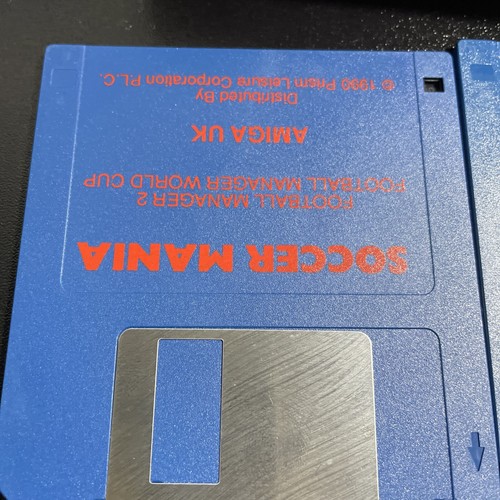 SOCCER MANIA
FOOTBALL MANAGER 2
FOOTBALL MANAGER WORLD CUP
AMIGA UK
Distributed By
© 1990 Prism Leisure Corporation P.L.C.